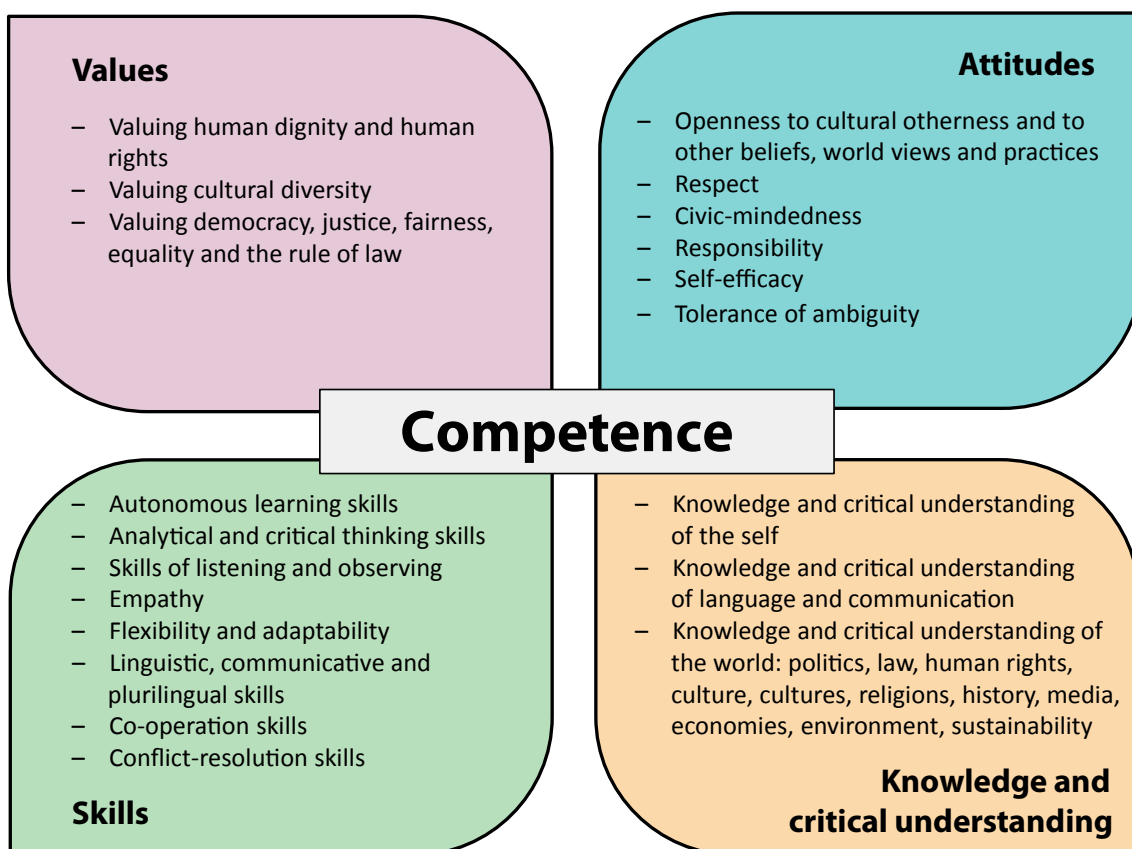 Values
– Valuing human dignity and human
rights
– Valuing cultural diversity
– Valuing democracy, justice, fairness,
equality and the rule of law
Attitudes
– Openness to cultural otherness and to
other beliefs, world views and practices
– Respect
– Civic-mindedness
– Responsibility
– Self-efficacy
– Tolerance of ambiguity
Competence
– Autonomous learning skills
– Analytical and critical thinking skills
– Skills of listening and observing
– Empathy
– Flexibility and adaptability
– Linguistic, communicative and
plurilingual skills
– Co-operation skills
– Conflict-resolution skills
Skills
– Knowledge and critical understanding
of the self
– Knowledge and critical understanding
of language and communication
– Knowledge and critical understanding of
the world: politics, law, human rights,
culture, cultures, religions, history, media,
economies, environment, sustainability
Knowledge and
critical understanding